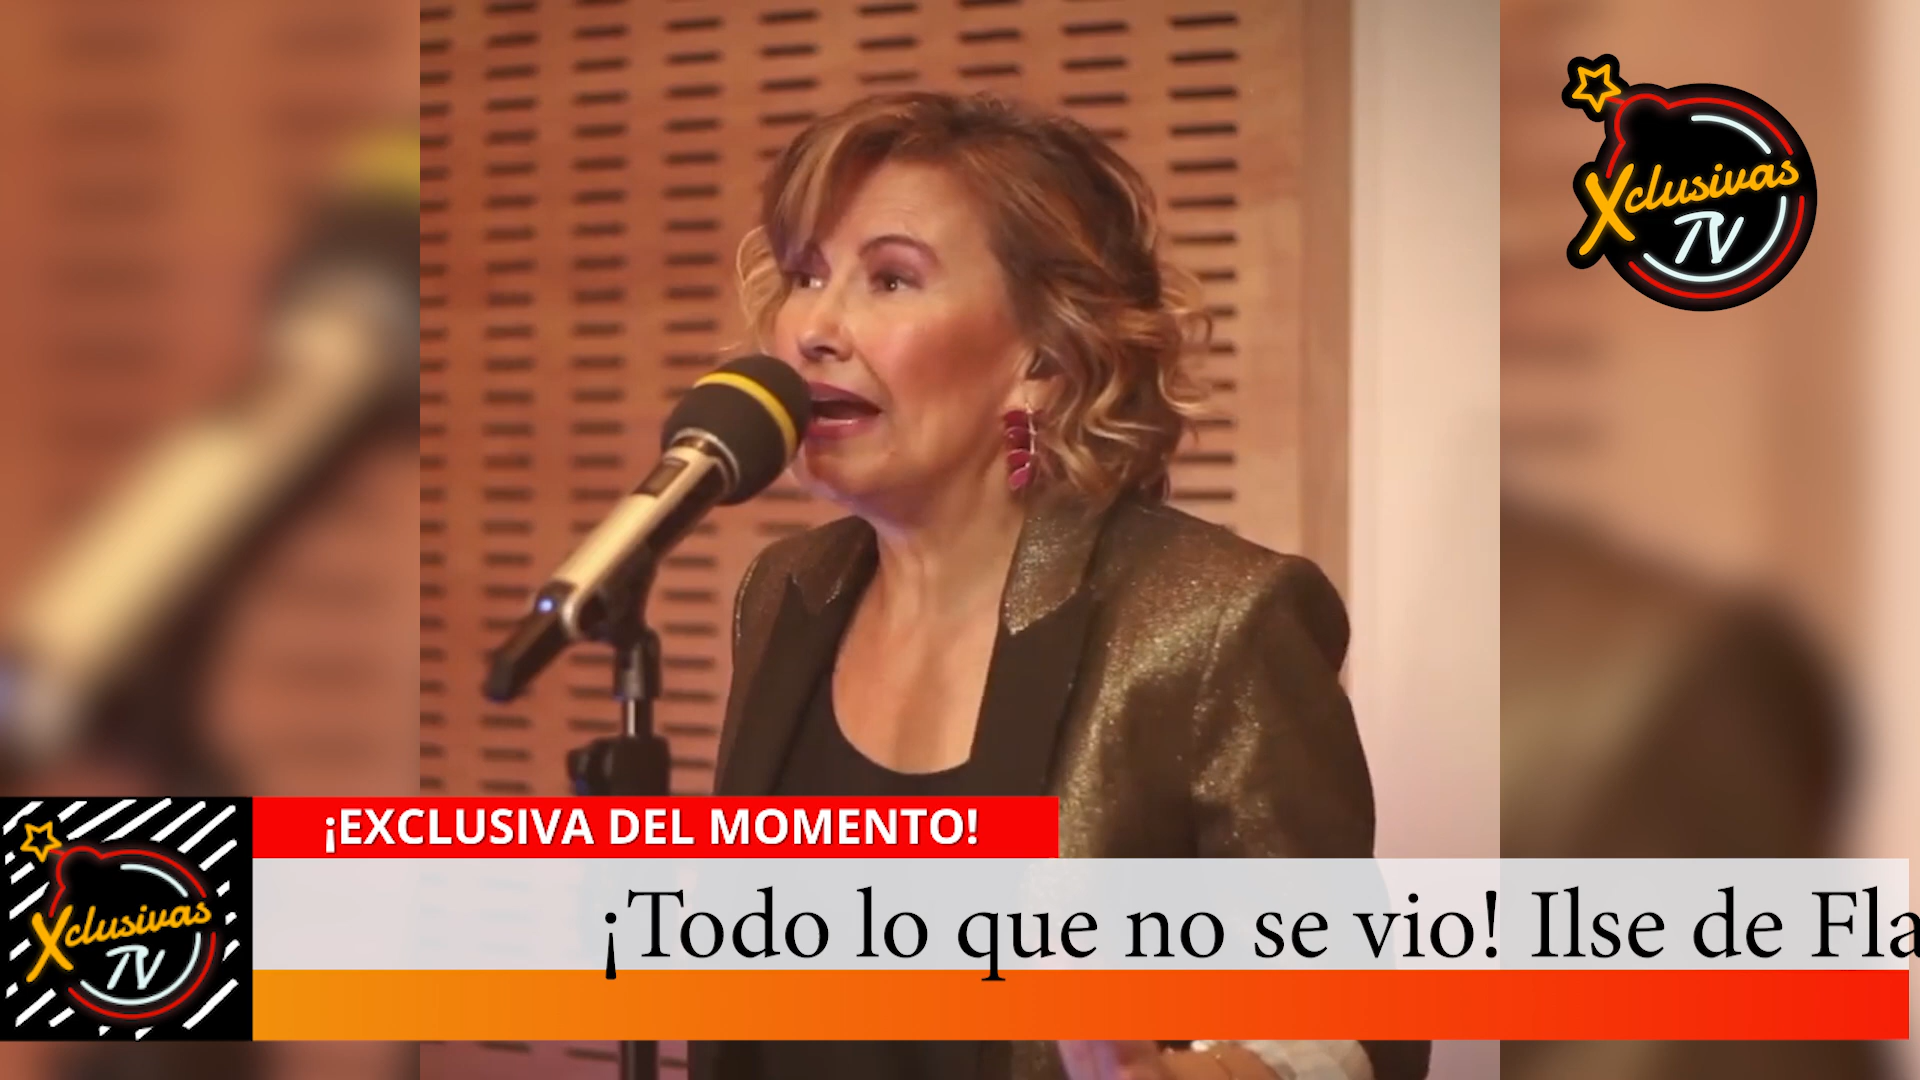 Xclusivas
TV
¡EXCLUSIVA DEL MOMENTO!
¡Todo lo que no se vio! Ilse de Fla
Xclusivas
TV